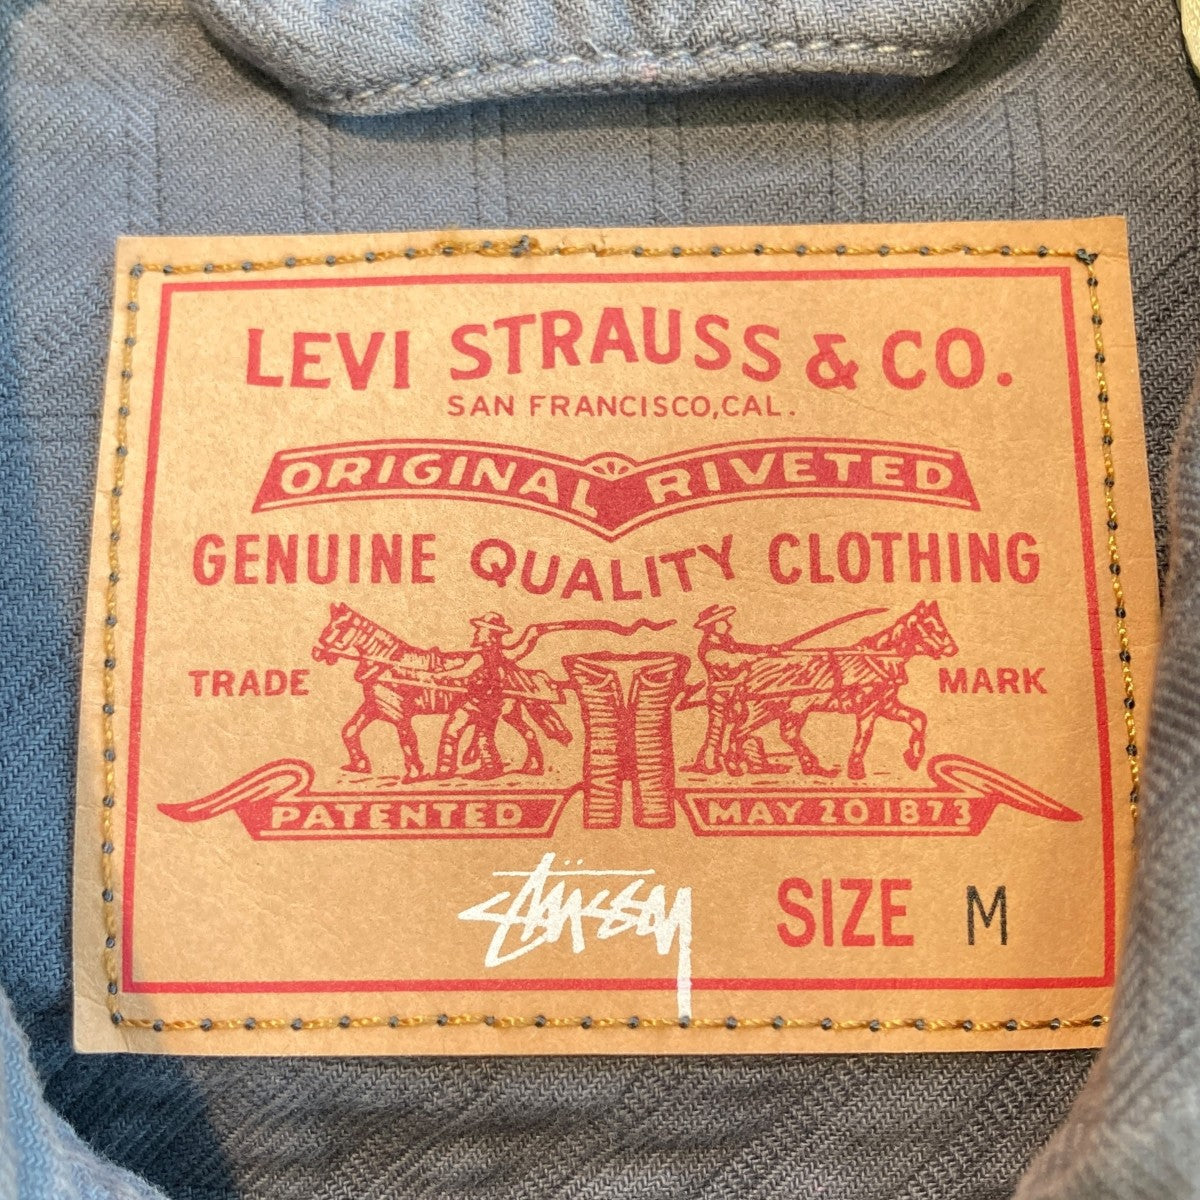 LEVI STRAUSS & CO.
SAN FRANCISCO, CAL.
ORIGINAL RIVETED
GENUINE QUALITY CLOTHING
TRADE MARK
PATENTED MAY 20 1873
Stüssy
SIZE M